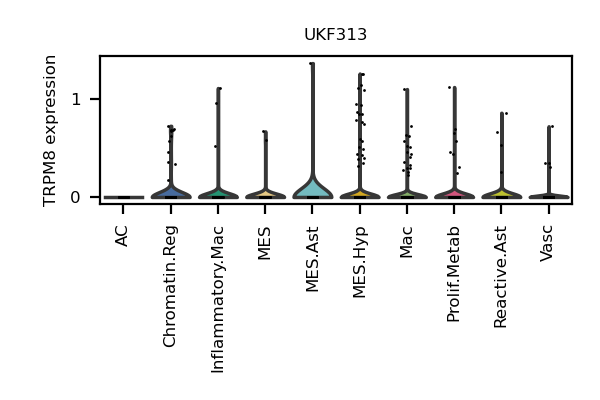 UKF313
TRPM8 expression
1
0
AC
Chromatin.Reg
Inflammatory.Mac
MES
MES.Ast
MES.Hyp
Mac
Prolif.Metab
Reactive.Ast
Vasc